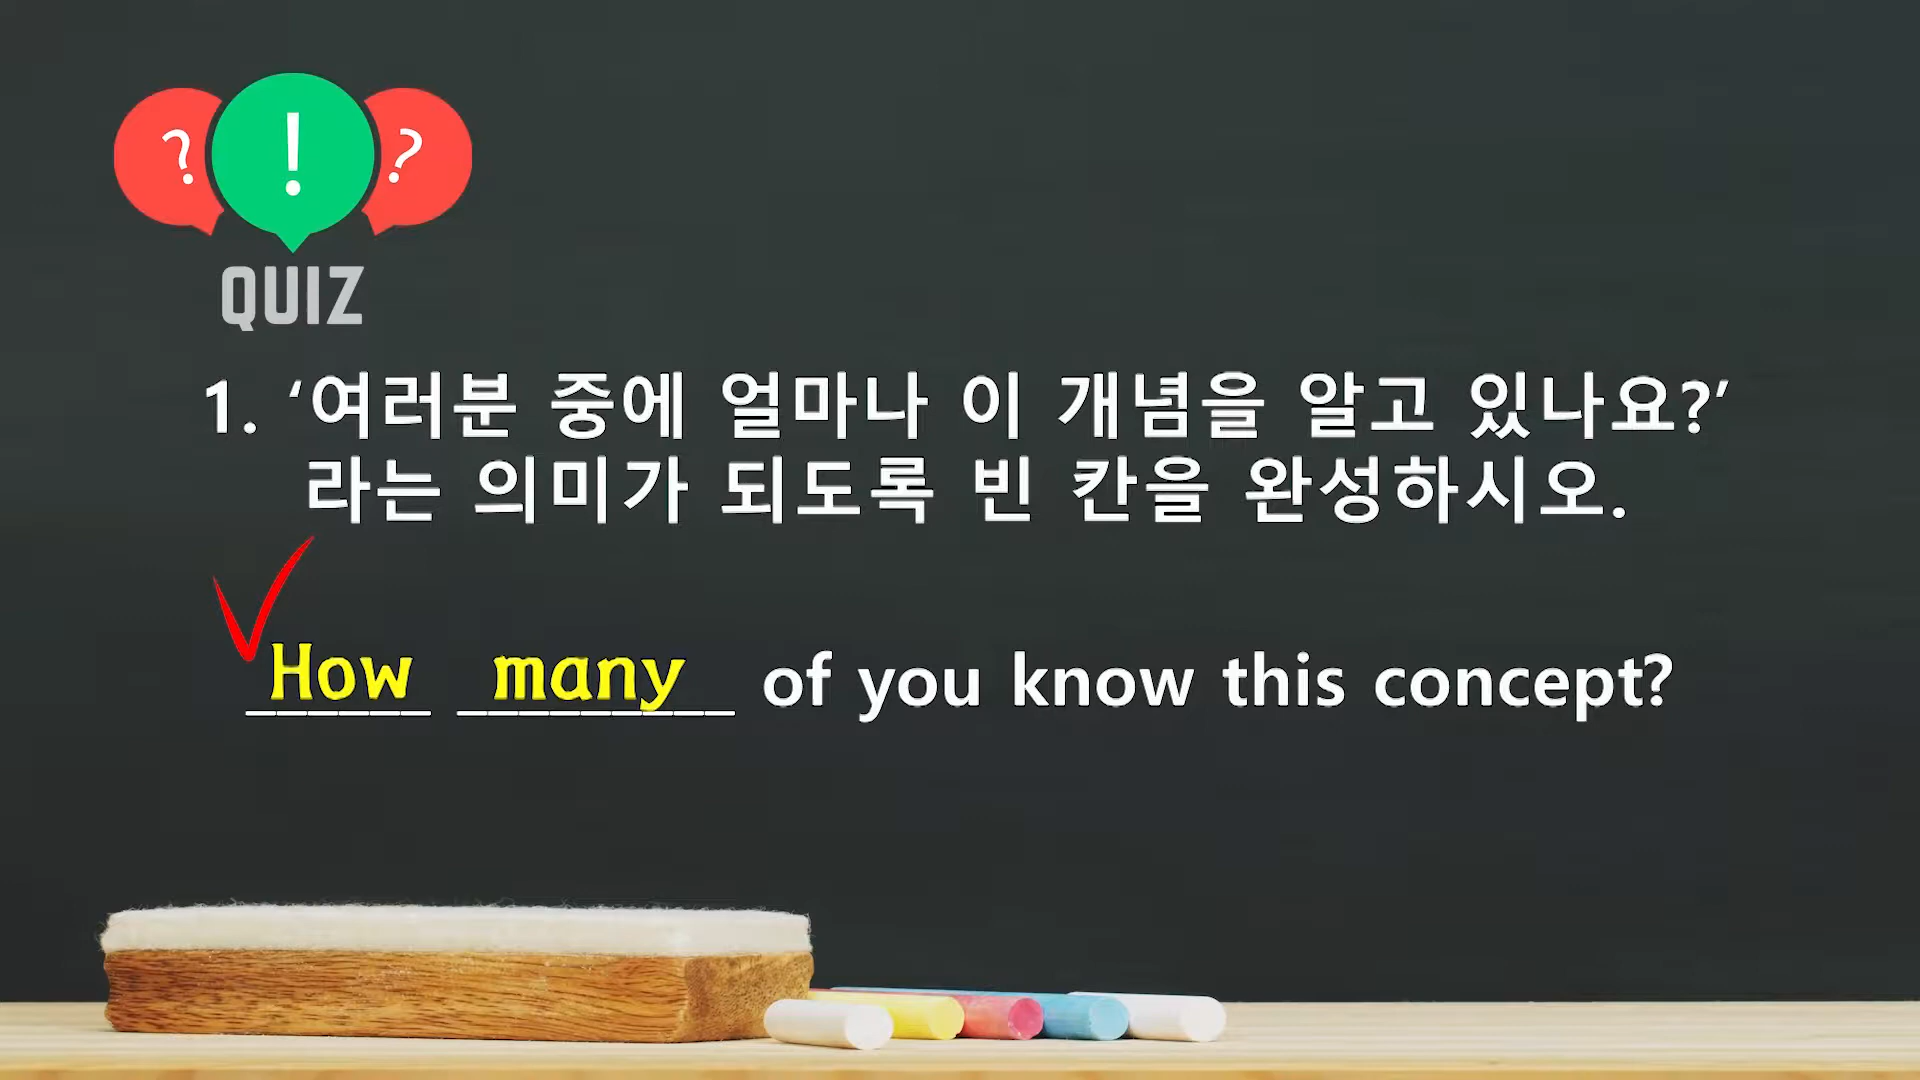 ? ! ?
QUIZ
1. ‘여러분 중에 얼마나 이 개념을 알고 있나요?’
라는 의미가 되도록 빈 칸을 완성하시오.
How many of you know this concept?